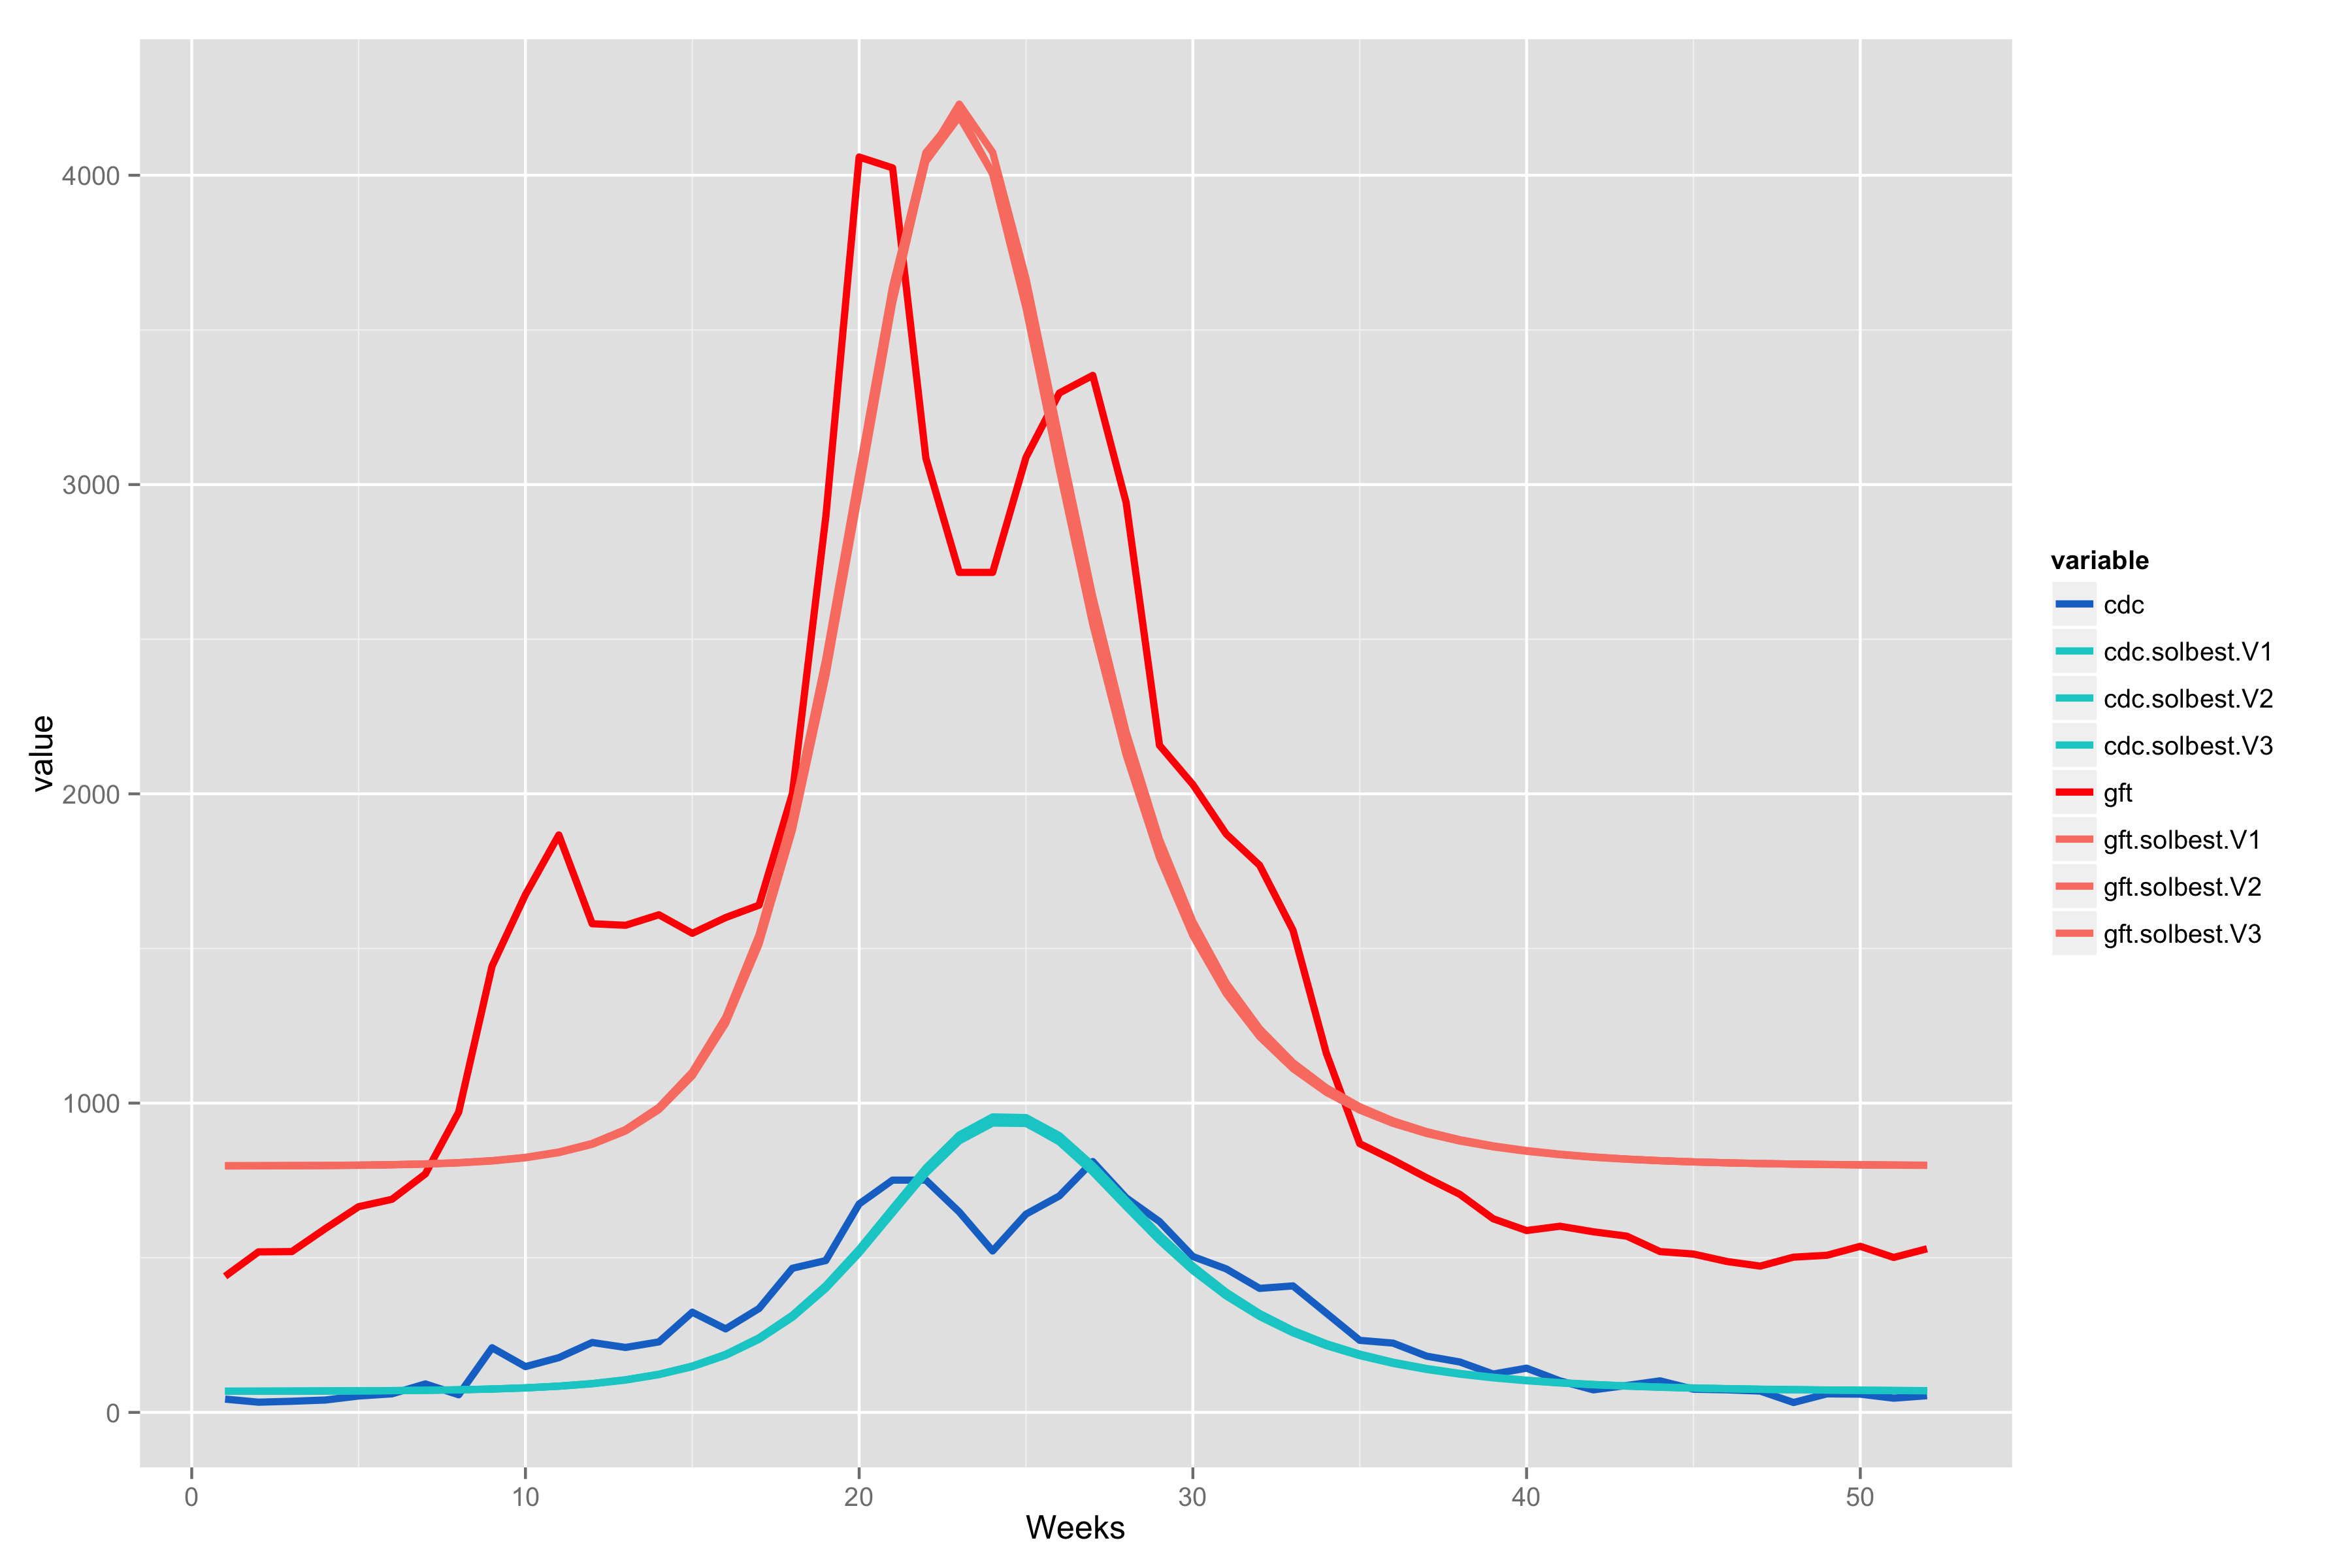 4000
3000
2000
1000
0
value
0 10 20 30 40 50
Weeks
variable
cdc
cdc.solbest.V1
cdc.solbest.V2
cdc.solbest.V3
gft
gft.solbest.V1
gft.solbest.V2
gft.solbest.V3